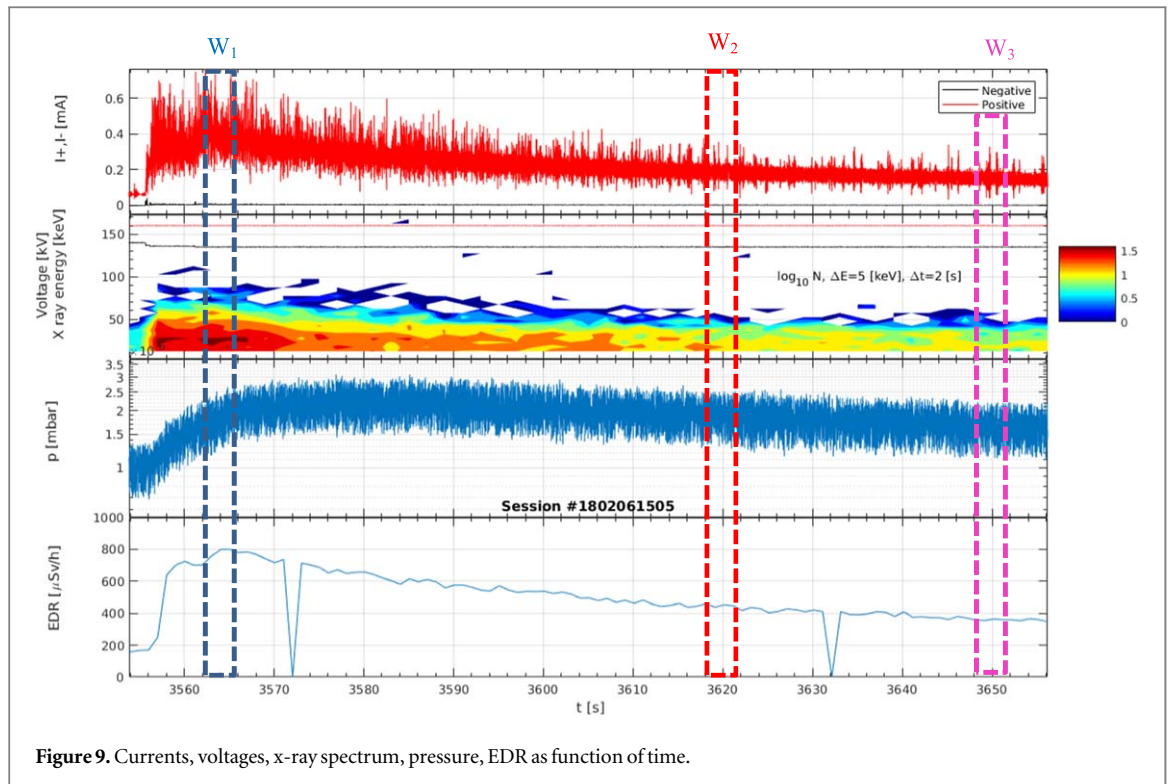 W1 W2 W3
I+,I- [mA]
0.6
0.4
0.2
0
Negative
Positive
Voltage [kV]
X ray energy [keV]
150
100
50
log10 N, ΔE=5 [keV], Δt=2 [s]
1.5
1
0.5
0
p [mbar]
3.5
3
2.5
2
1.5
1
Session #1802061505
EDR [μSv/h]
1000
800
600
400
200
0
3560 3570 3580 3590 3600 3610 3620 3630 3640 3650
t [s]
Figure 9. Currents, voltages, x-ray spectrum, pressure, EDR as function of time.